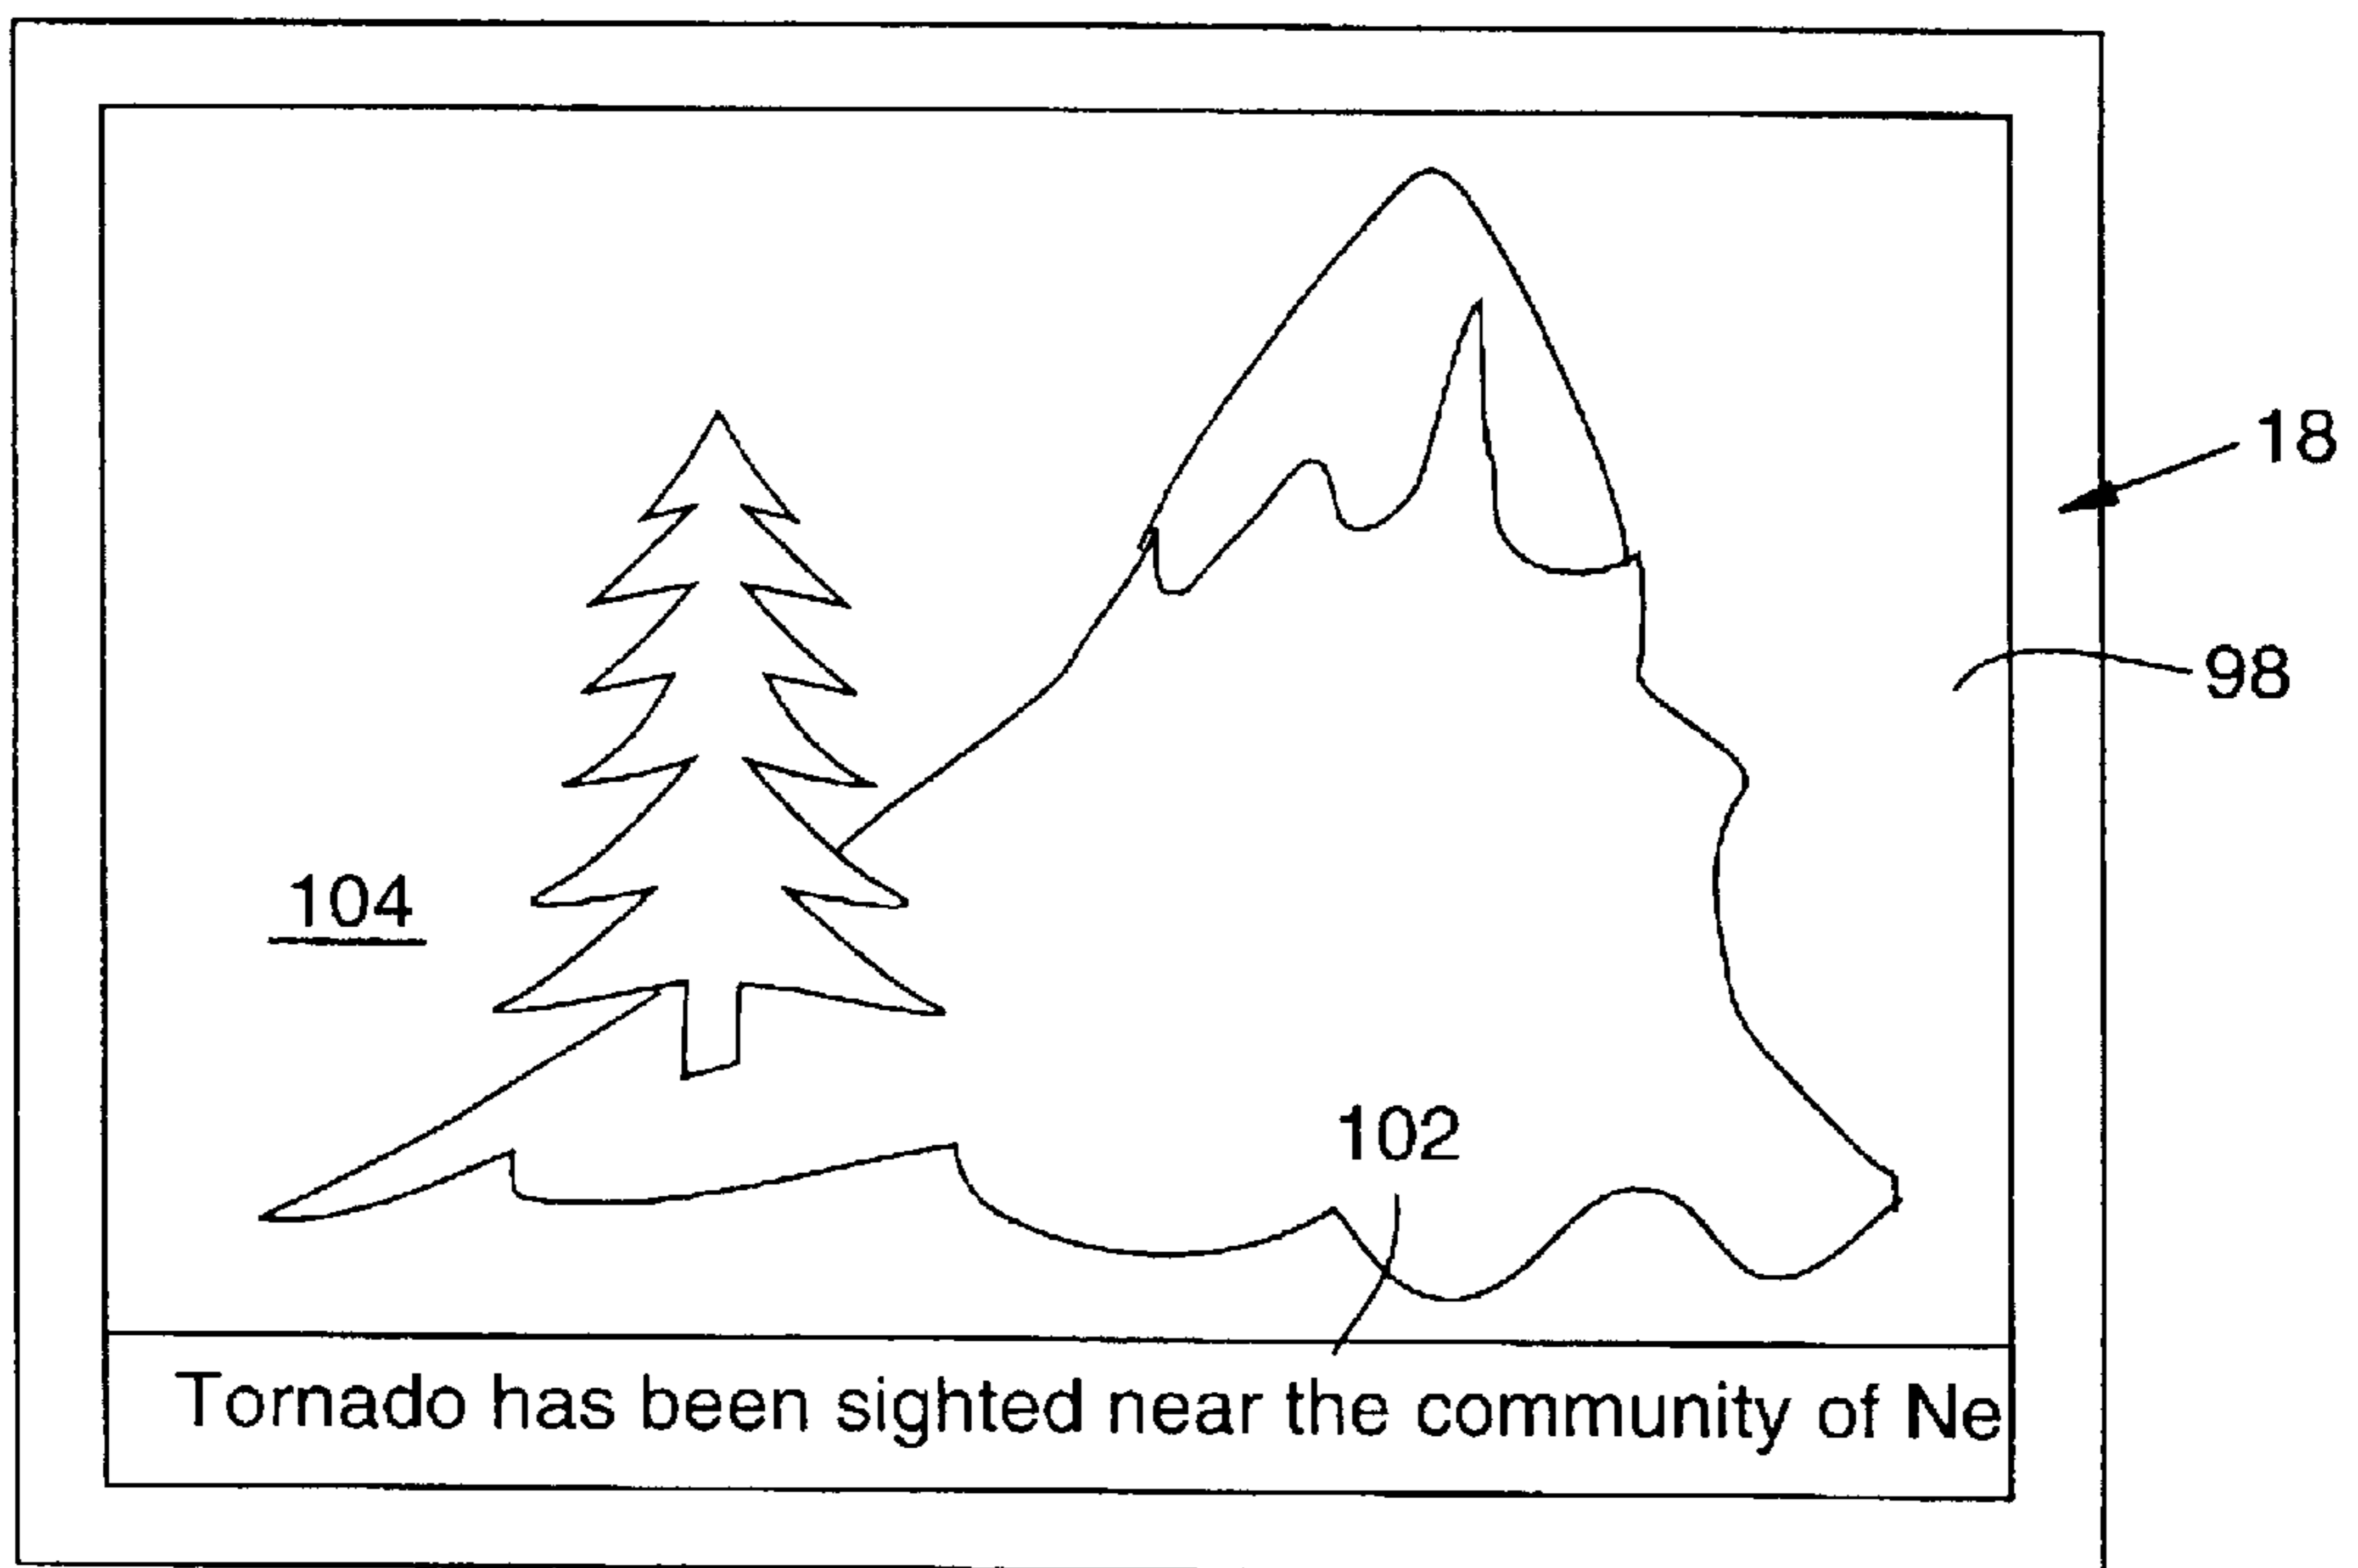 18
98
104
102
Tornado has been sighted near the community of Ne